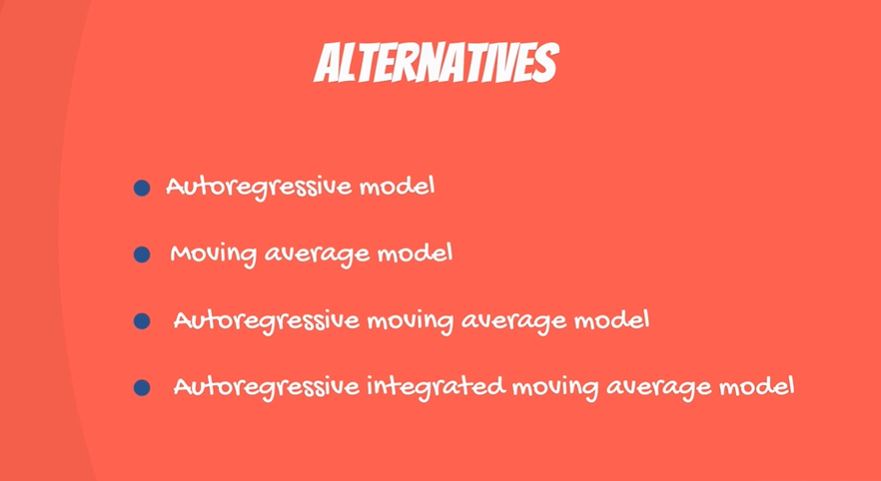 ALTERNATIVES
Autoregressive model
Moving average model
Autoregressive moving average model
Autoregressive integrated moving average model